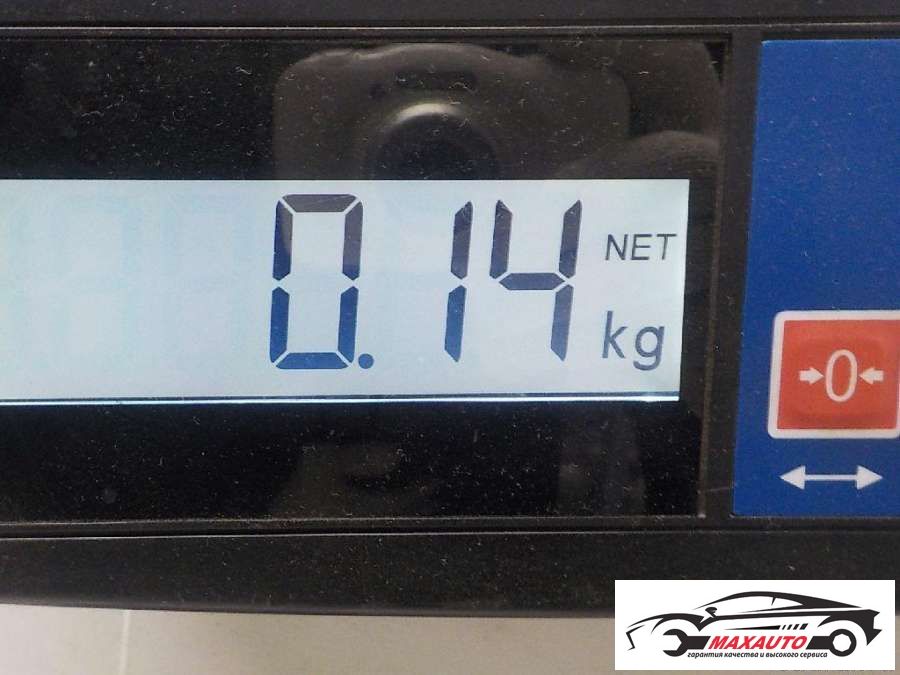 0.14
NET
kg
→0←
MAXAUTO
гарантия качества и высокого сервиса